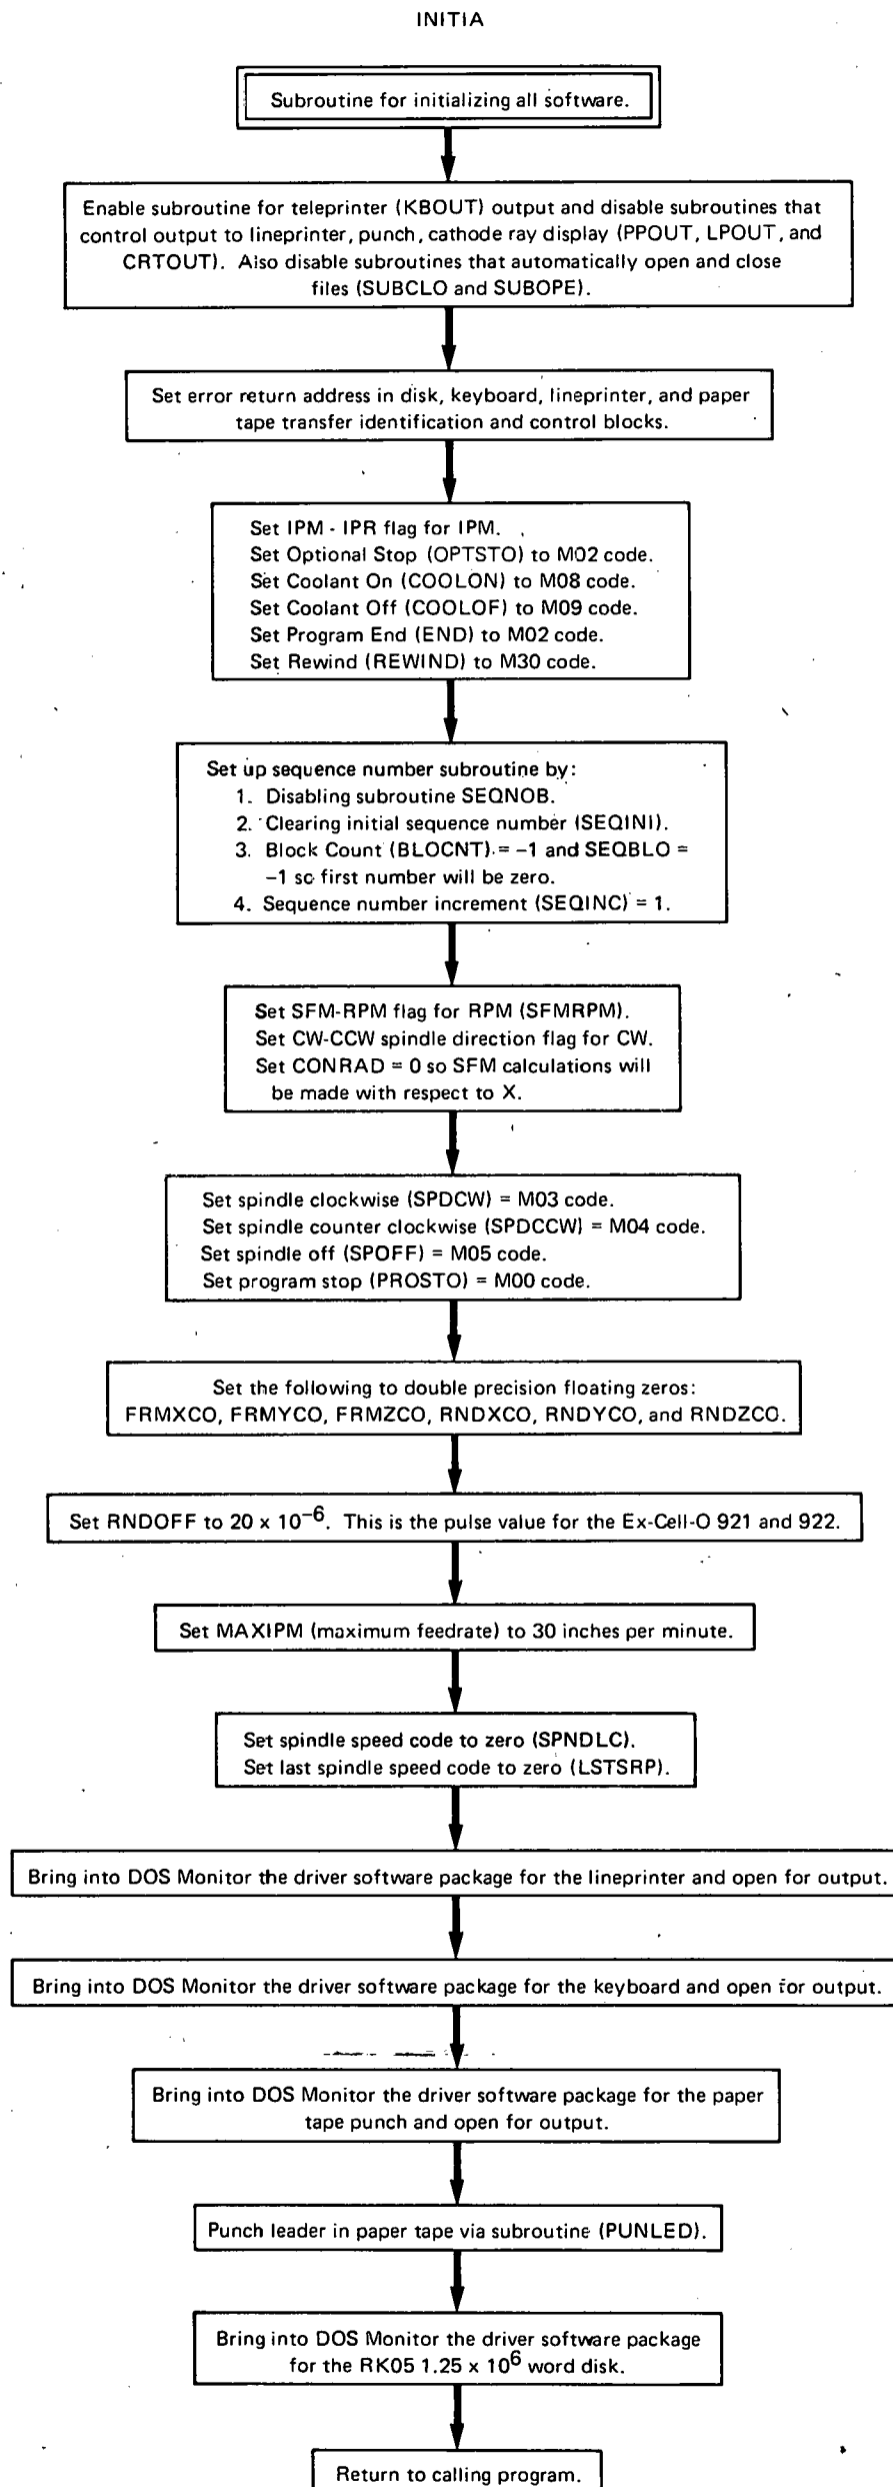 INITIA
Subroutine for initializing all software.
Enable subroutine for teleprinter (KBOUT) output and disable subroutines that
control output to lineprinter, punch, cathode ray display (PPOUT, LPOUT, and
CRTOUT). Also disable subroutines that automatically open and close
files (SUBCLO and SUBOPE).
Set error return address in disk, keyboard, lineprinter, and paper
tape transfer identification and control blocks.
Set IPM - IPR flag for IPM.
Set Optional Stop (OPTSTO) to M02 code.
Set Coolant On (COOLON) to M08 code.
Set Coolant Off (COOLOF) to M09 code.
Set Program End (END) to M02 code.
Set Rewind (REWIND) to M30 code.
Set up sequence number subroutine by:
1. Disabling subroutine SEQNOB.
2. Clearing initial sequence number (SEQINI).
3. Block Count (BLOCNT) = -1 and SEQBLO =
-1 so first number will be zero.
4. Sequence number increment (SEQINC) = 1.
Set SFM-RPM flag for RPM (SFMRPM).
Set CW-CCW spindle direction flag for CW.
Set CONRAD = 0 so SFM calculations will
be made with respect to X.
Set spindle clockwise (SPDCW) = M03 code.
Set spindle counter clockwise (SPDCCW) = M04 code.
Set spindle off (SPOFF) = M05 code.
Set program stop (PROSTO) = M00 code.
Set the following to double precision floating zeros:
FRMXCO, FRMYCO, FRMZCO, RNDXCO, RNDYCO, and RNDZCO.
Set RNDOFF to 20 x 10⁻⁶. This is the pulse value for the Ex-Cell-O 921 and 922.
Set MAXIPM (maximum feedrate) to 30 inches per minute.
Set spindle speed code to zero (SPNDLC).
Set last spindle speed code to zero (LSTSRP).
Bring into DOS Monitor the driver software package for the lineprinter and open for output.
Bring into DOS Monitor the driver software package for the keyboard and open for output.
Bring into DOS Monitor the driver software package for the paper
tape punch and open for output.
Punch leader in paper tape via subroutine (PUNLED).
Bring into DOS Monitor the driver software package
for the RK05 1.25 x 10⁶ word disk.
Return to calling program.